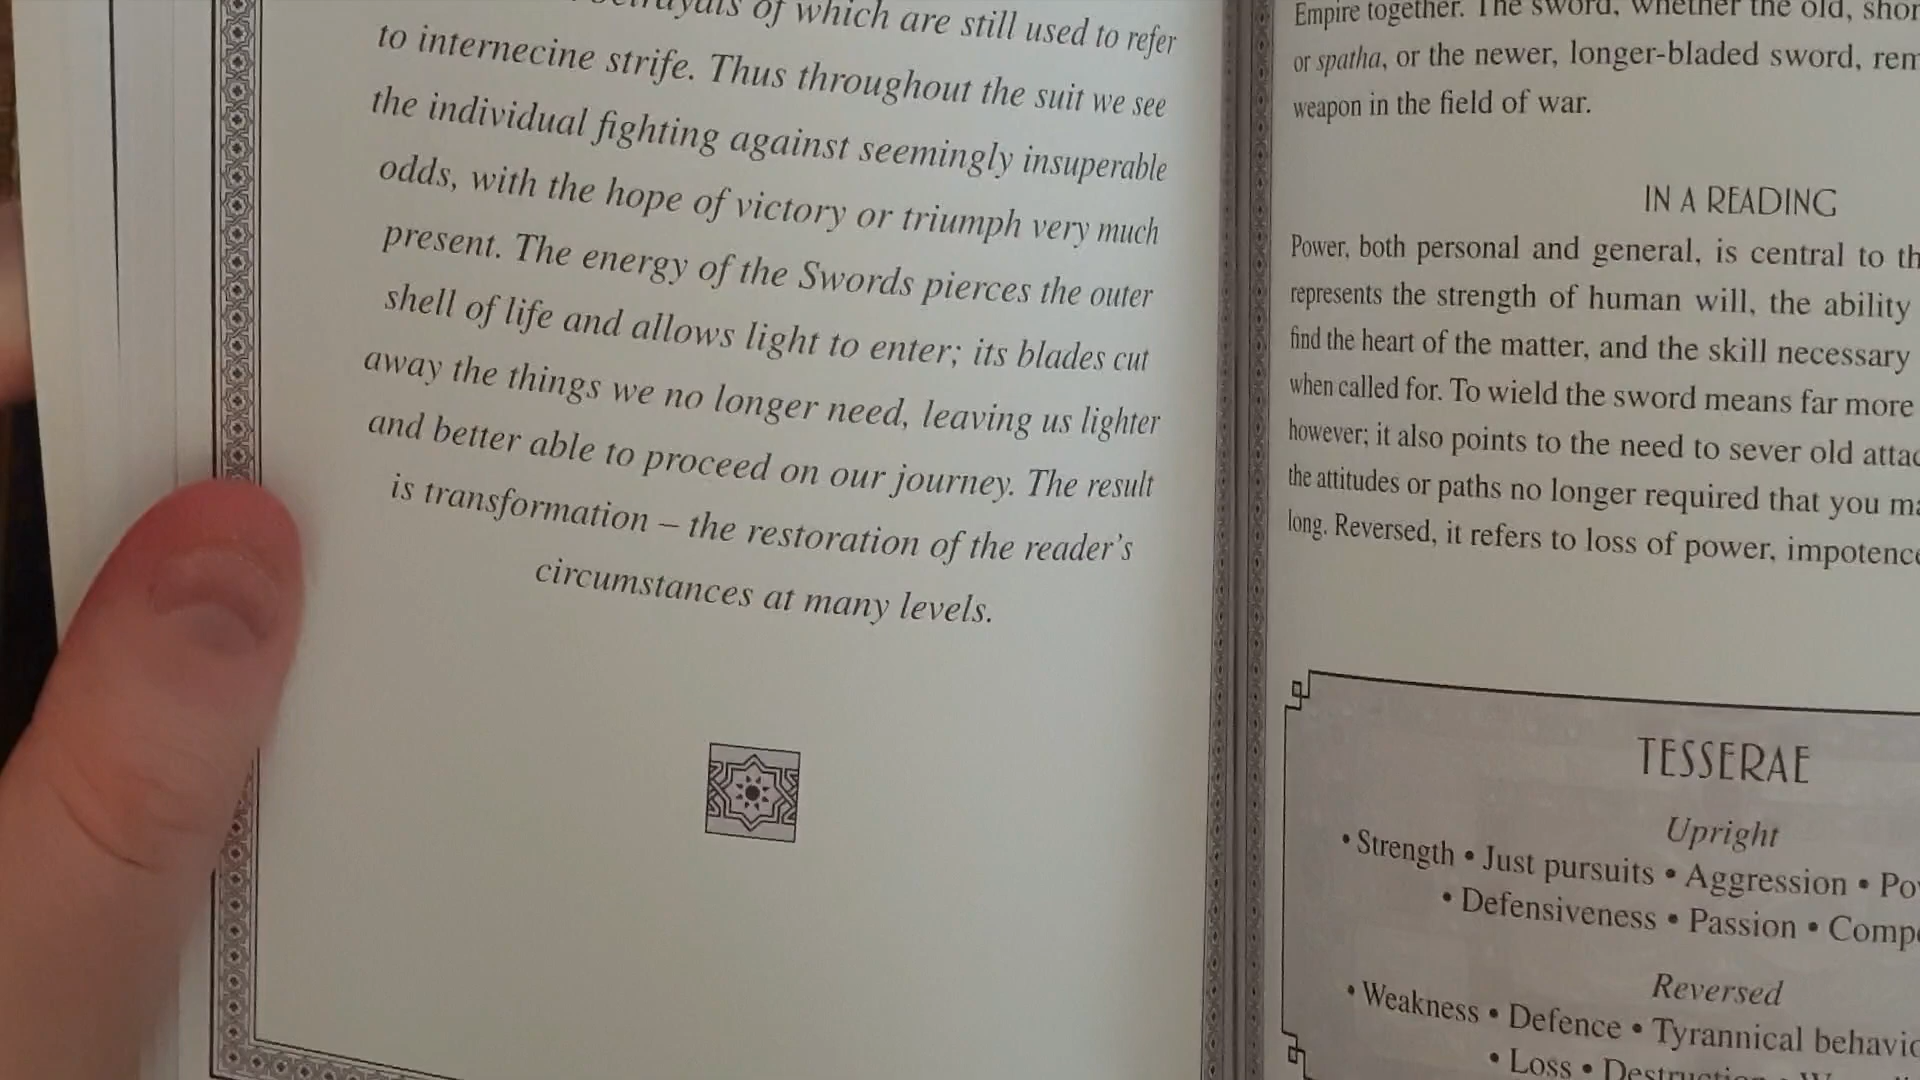 of which are still used to refer
to internecine strife. Thus throughout the suit we see
the individual fighting against seemingly insuperable
odds, with the hope of victory or triumph very much
present. The energy of the Swords pierces the outer
shell of life and allows light to enter; its blades cut
away the things we no longer need, leaving us lighter
and better able to proceed on our journey. The result
is transformation – the restoration of the reader's
circumstances at many levels.
Empire together. The sword, whether the old,
or spatha, or the newer, longer-bladed sword,
weapon in the field of war.
IN A READING
Power, both personal and general, is central to
represents the strength of human will, the ability
find the heart of the matter, and the skill necessary
when called for. To wield the sword means far more
however; it also points to the need to sever old
the attitudes or paths no longer required that you
long. Reversed, it refers to loss of power,
TESSERAE
Upright
• Strength • Just pursuits • Aggression •
• Defensiveness • Passion •
Reversed
• Weakness • Defence • Tyrannical
• Loss •